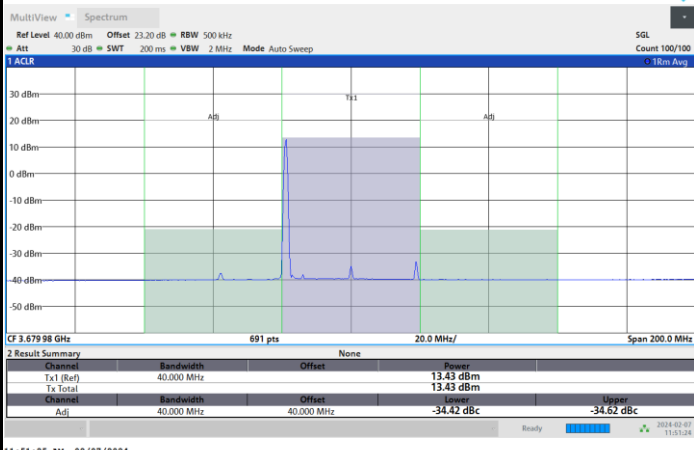 MultiView Spectrum
Ref Level 40.00 dBm Offset 23.20 dB RBW 500 kHz SGL
Att 30 dB SWT 200 ms VBW 2 MHz Mode Auto Sweep Count 100/100
1 ACLR 1Rm Avg
30 dBm
Tx1
20 dBm
Adj Adj
10 dBm
0 dBm
-10 dBm
-20 dBm
-30 dBm
-40 dBm
-50 dBm
CF 3.67998 GHz 691 pts 20.0 MHz/ Span 200.0 MHz
2 Result Summary None
Channel Bandwidth Offset Power
Tx1 (Ref) 40.000 MHz 13.43 dBm
Tx Total 13.43 dBm
Channel Bandwidth Offset Lower Upper
Adj 40.000 MHz 40.000 MHz -34.42 dBc -34.62 dBc
Ready 2024-02-07
11:51:24